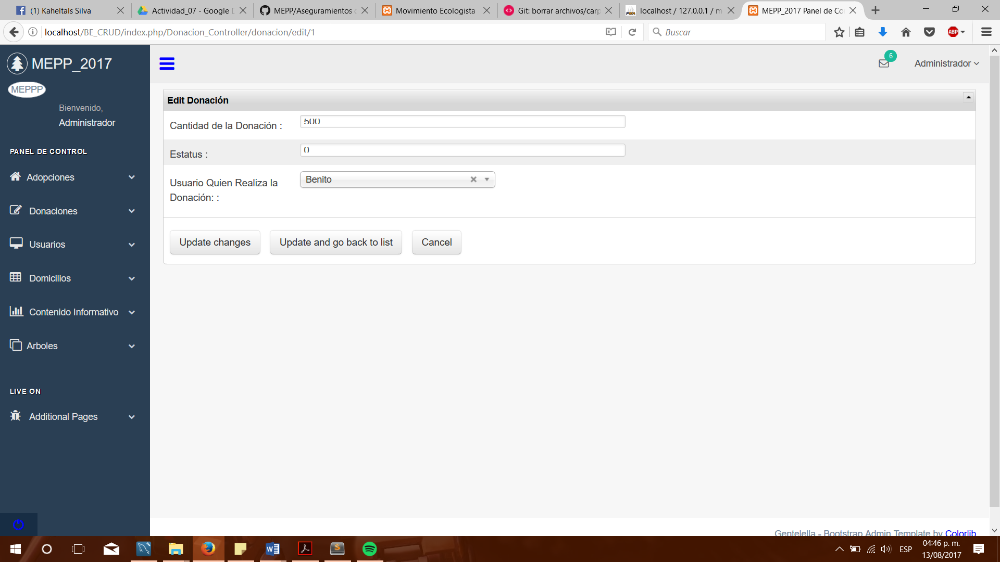 (1) Kaheltals Silva
Actividad_07 - Google D
MEPP/Aseguramientos
Movimiento Ecologista
Git: borrar archivos/carp
localhost / 127.0.0.1 / m
MEPP_2017 Panel de Co
localhost/BE_CRUD/index.php/Donacion_Controller/donacion/edit/1
Buscar
ABP
MEPP_2017
6
Administrador
MEPPP
Bienvenido,
Administrador
Edit Donación
Cantidad de la Donación :
500
Estatus :
0
Usuario Quien Realiza la
Donación: :
Benito
Update changes
Update and go back to list
Cancel
PANEL DE CONTROL
Adopciones
Donaciones
Usuarios
Domicilios
Contenido Informativo
Arboles
LIVE ON
Additional Pages
Gentelella - Bootstrap Admin Template by Colorlib
ESP
04:46 p. m.
13/08/2017